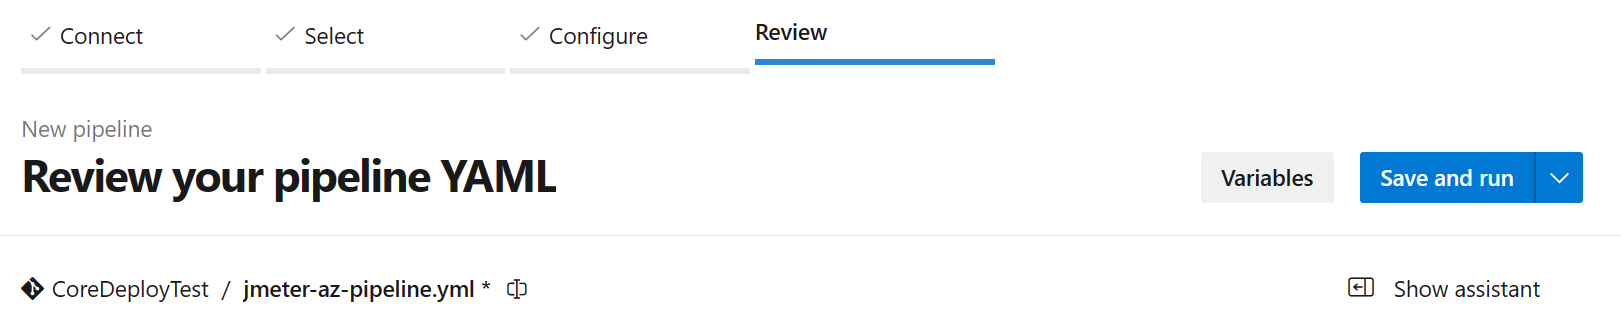 Connect Select Configure Review
New pipeline
Review your pipeline YAML
Variables Save and run
CoreDeployTest / jmeter-az-pipeline.yml * Show assistant